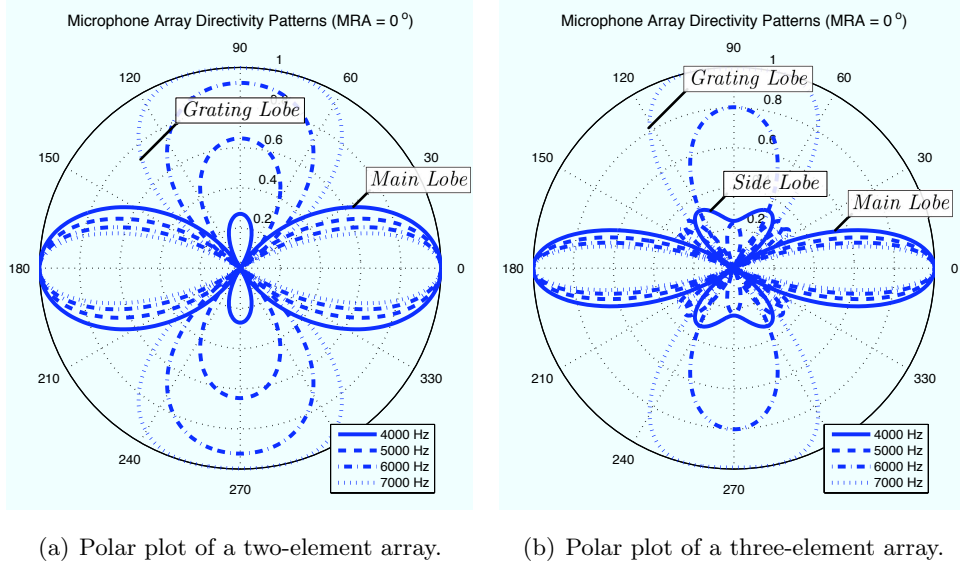 Microphone Array Directivity Patterns (MRA = 0 °)
90
1
120
60
Grating Lobe
0.6
150
30
0.4
Main Lobe
0.2
180
0
210
330
240
270
4000 Hz
5000 Hz
6000 Hz
7000 Hz
(a) Polar plot of a two-element array.
Microphone Array Directivity Patterns (MRA = 0 °)
90
1
120
60
Grating Lobe
0.8
0.6
150
30
Side Lobe
Main Lobe
0.2
180
0
210
330
240
270
4000 Hz
5000 Hz
6000 Hz
7000 Hz
(b) Polar plot of a three-element array.